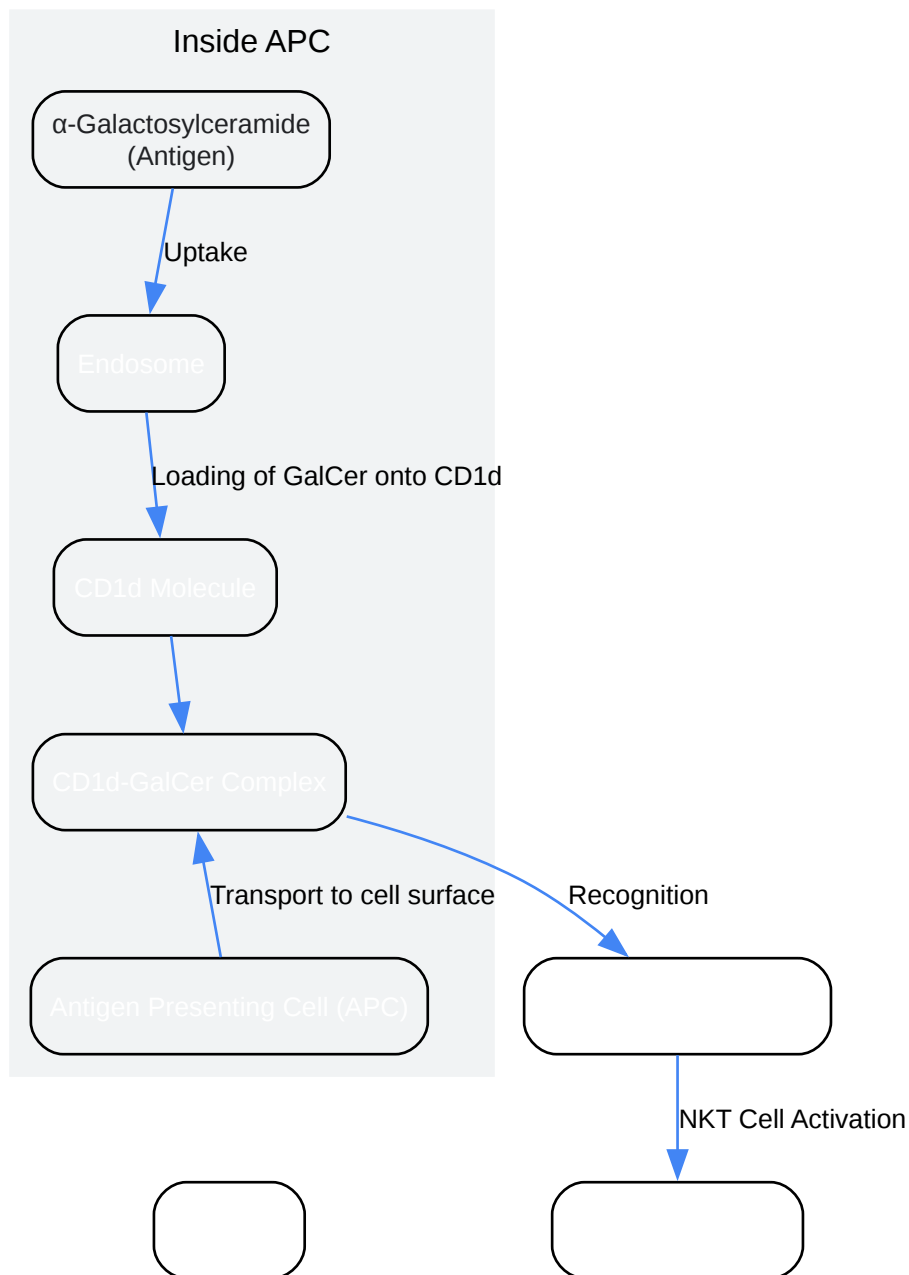 Inside APC
α-Galactosylceramide
(Antigen)
Uptake
Endosome
Loading of GalCer onto CD1d
CD1d Molecule
CD1d-GalCer Complex
Transport to cell surface
Recognition
Antigen Presenting Cell (APC)
NKT Cell Activation